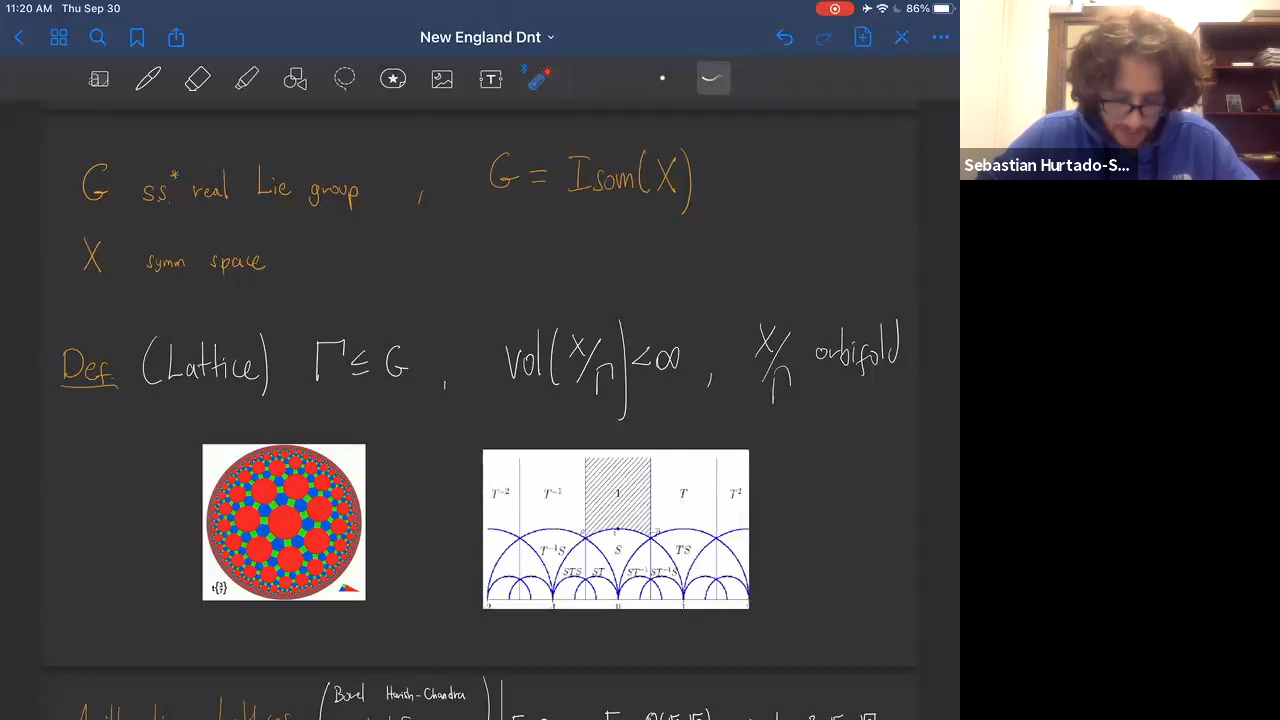 11:20 AM Thu Sep 30
86%
New England Dnt
Sebastian Hurtado-S...
G s.s.* real Lie group , G = Isom(X)
X symm. space
Def (Lattice) Γ ≤ G , vol(X/Γ) < ∞ , X/Γ orbifold
T⁻² T⁻¹ 1 T T²
T⁻¹S S TS
STS ST ST⁻¹ ST⁻¹S
Borel Harish-Chandra